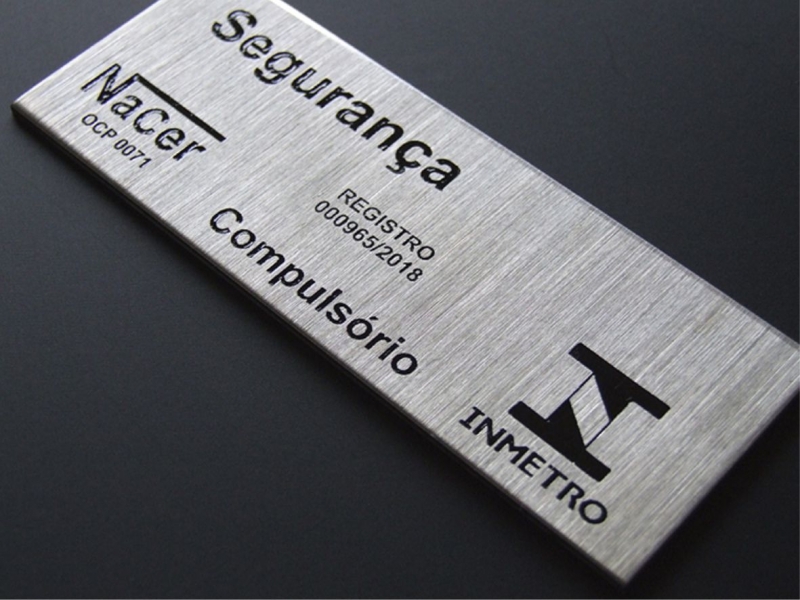 Segurança
Nacer
OCP 0071
REGISTRO
000965/2018
Compulsório
INMETRO